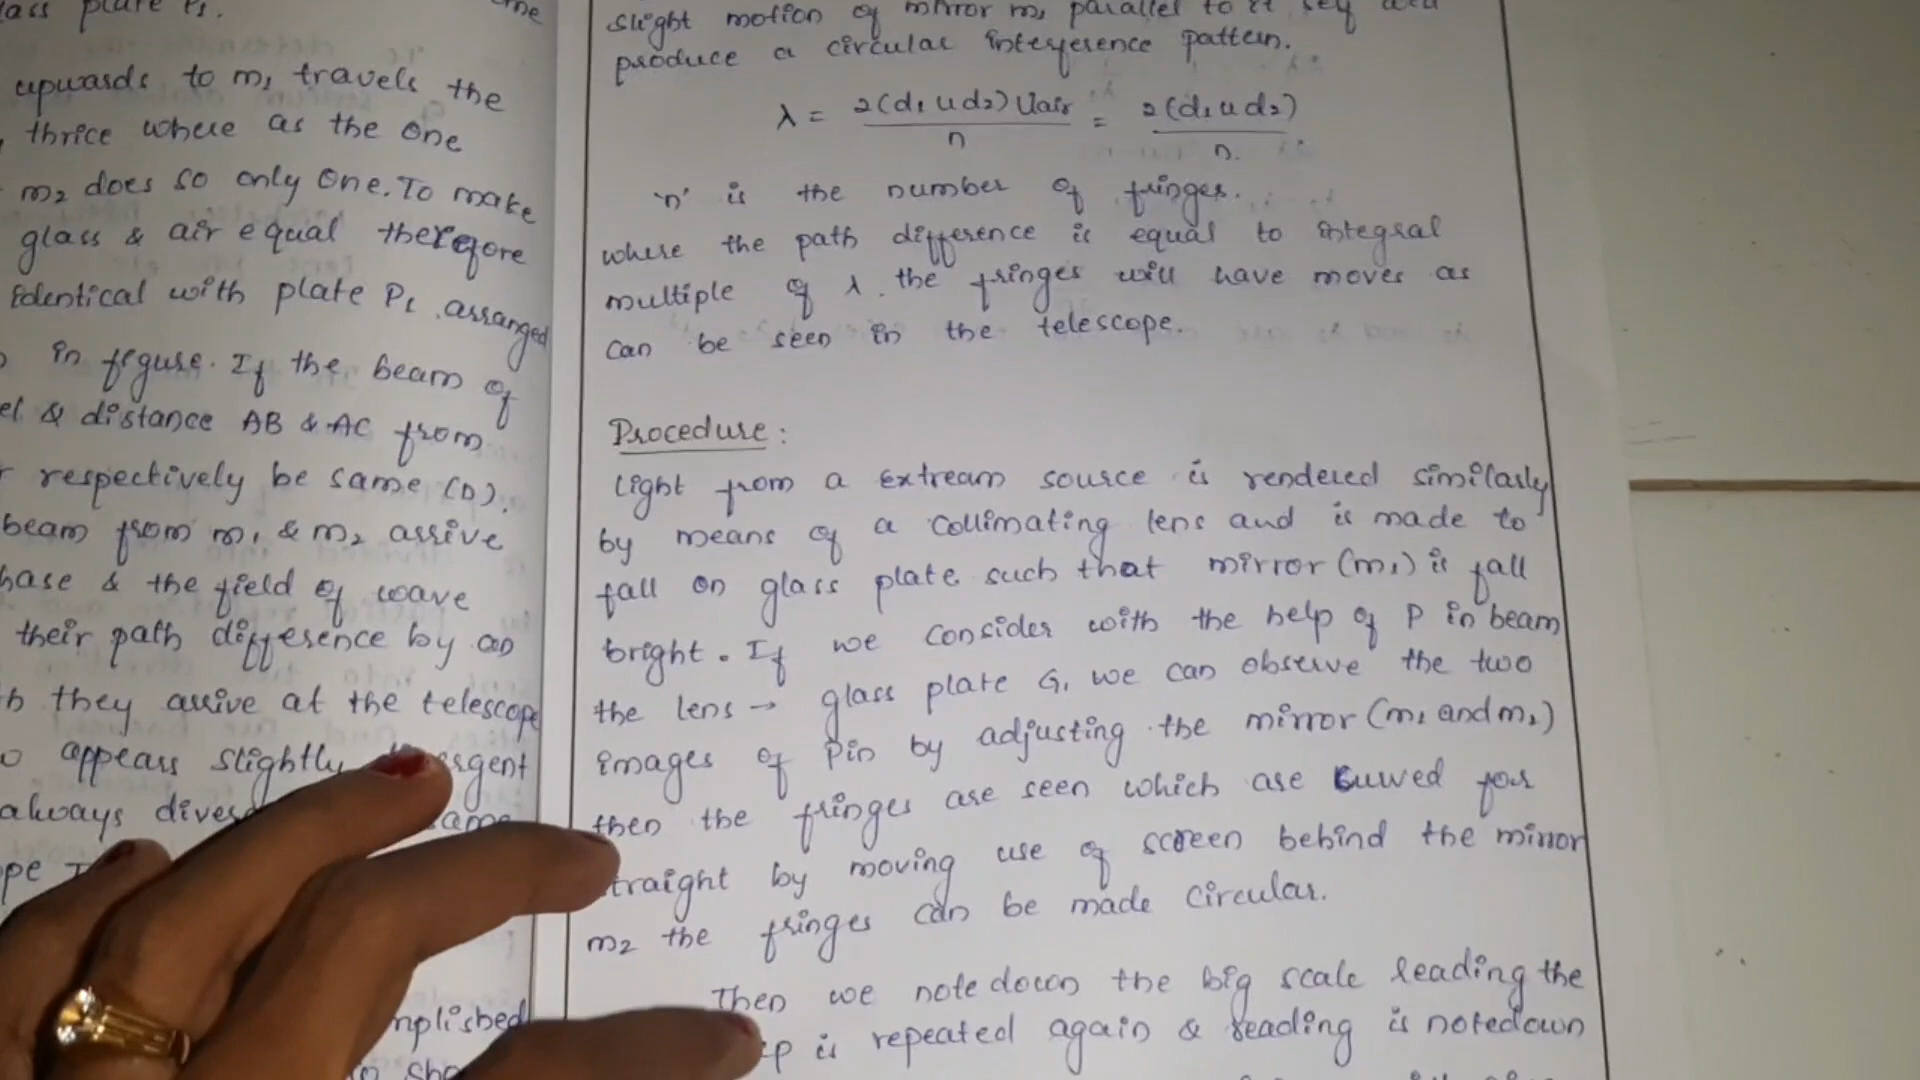 lass plate P₁.
upwards to m₁ travels the
thrice where as the one
m₂ does so only one. To make
glass & air equal therefore
identical with plate P₁ arranged
in figure. If the beam of
& distance AB & AC from
respectively be same (D).
beam from m₁ & m₂ arrive
& the field of wave
their path difference by an
they arrive at the telescope
appears slightly
always
slight motion of mirror m₁ parallel to it self and
produce a circular interference pattern.
λ = 2(d₁ u d₂) Uair / n = 2(d₁ u d₂) / n.
'n' is the number of fringes.
where the path difference is equal to integral
multiple of λ. the fringes will have moves as
can be seen in the telescope.
Procedure:
Light from a extream source is rendered similarly
by means of a collimating lens and is made to
fall on glass plate such that mirror (m₁) is fall
bright. If we consider with the help of P in beam
the lens → glass plate G₁ we can observe the two
images of pin by adjusting the mirror (m₁ and m₂)
then the fringes are seen which are cuwed for
traight by moving use of screen behind the mirror
m₂ the fringes can be made circular.
Then we note down the big scale reading the
is repeated again & reading is notedown